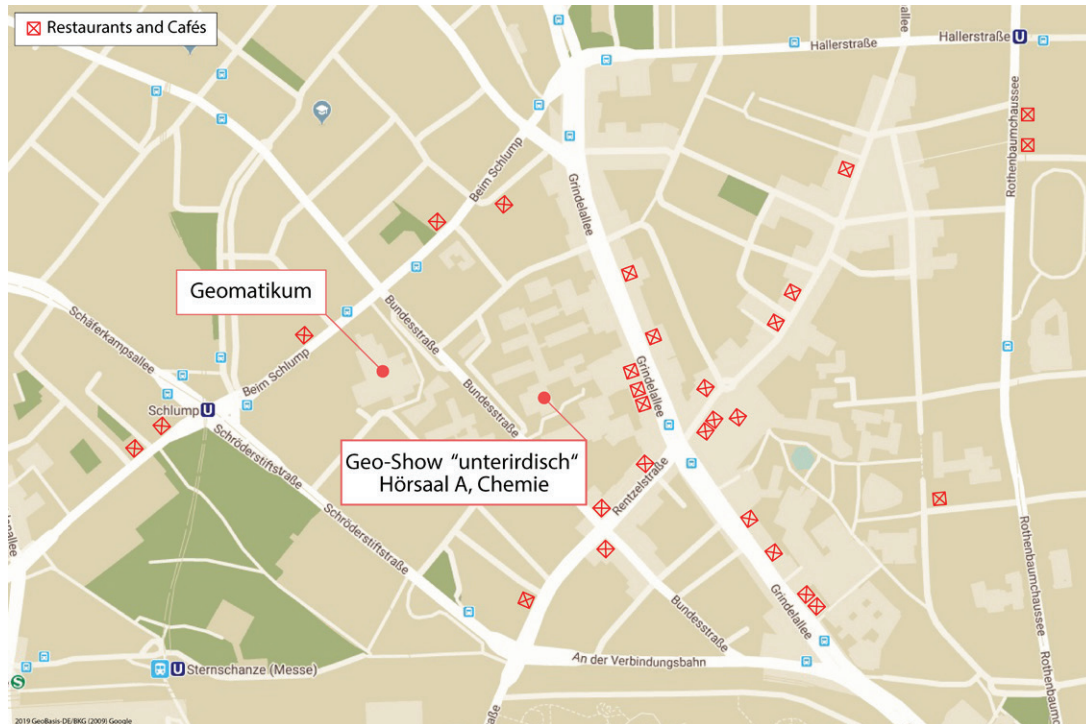 Restaurants and Cafés
Hallerstraße
Hallerstraße U
Rothenbaumchaussee
Beim Schlump
Grindelallee
Geomatikum
Schäferkampsallee
Bundesstraße
Beim Schlump
Grindelallee
Bundesstraße
Schlump U
Schröderstiftstraße
Geo-Show "unterirdisch“
Hörsaal A, Chemie
Rentzelstraße
Schröderstiftstraße
Rothenbaumchaussee
Bundesstraße
Grindelallee
An der Verbindungsbahn
U Sternschanze (Messe)
S
2019 GeoBasis-DE/BKG (2009) Google